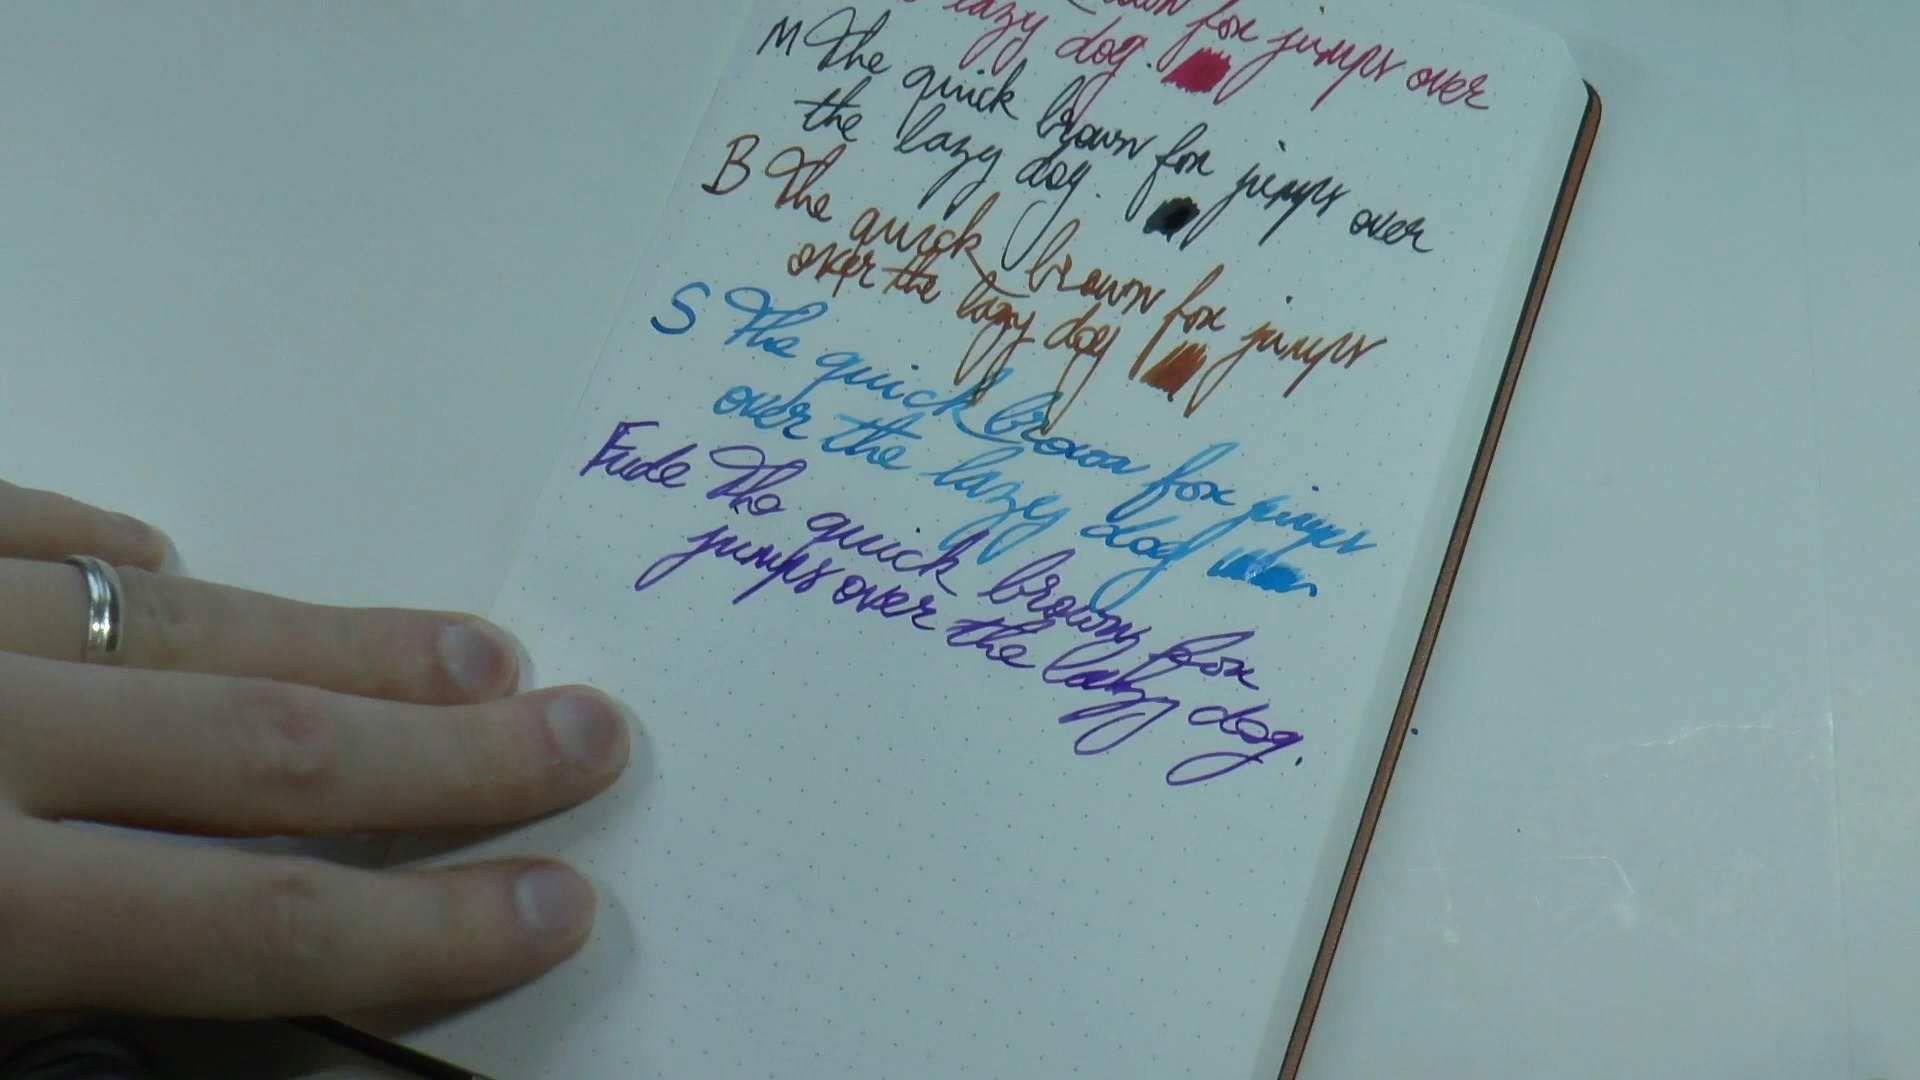 fox jumps over
lazy dog.
M The quick brown fox jumps over
the lazy dog.
B The quick brown fox jumps
over the lazy dog
S The quick brown fox jumps
over the lazy dog
Fude The quick brown fox
jumps over the lazy dog.